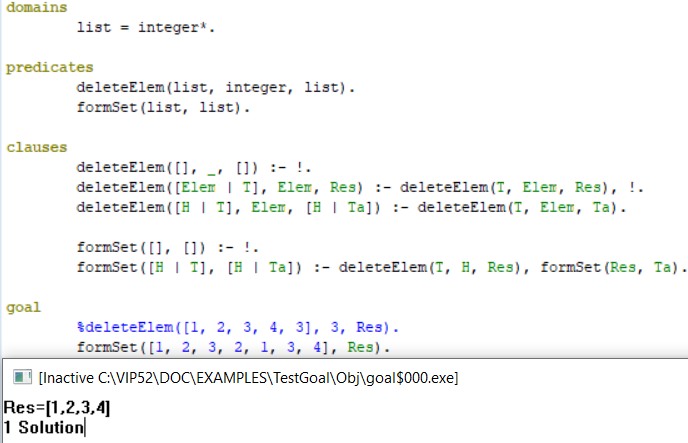 domains
list = integer*.
predicates
deleteElem(list, integer, list).
formSet(list, list).
clauses
deleteElem([], _, []) :- !.
deleteElem([Elem | T], Elem, Res) :- deleteElem(T, Elem, Res), !.
deleteElem([H | T], Elem, [H | Ta]) :- deleteElem(T, Elem, Ta).
formSet([], []) :- !.
formSet([H | T], [H | Ta]) :- deleteElem(T, H, Res), formSet(Res, Ta).
goal
%deleteElem([1, 2, 3, 4, 3], 3, Res).
formSet([1, 2, 3, 2, 1, 3, 4], Res).
[Inactive C:\VIP52\DOC\EXAMPLES\TestGoal\Obj\goal$000.exe]
Res=[1,2,3,4]
1 Solution